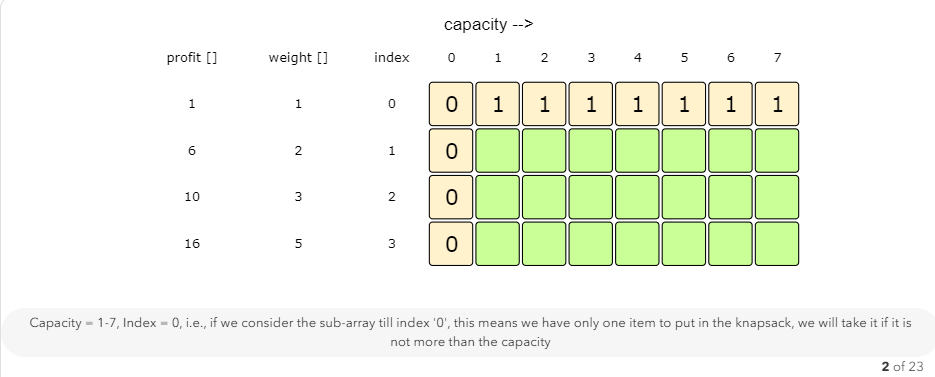 capacity -->
profit [] weight [] index 0 1 2 3 4 5 6 7
1 1 0 0 1 1 1 1 1 1 1
6 2 1 0
10 3 2 0
16 5 3 0
Capacity = 1-7, Index = 0, i.e., if we consider the sub-array till index '0', this means we have only one item to put in the knapsack, we will take it if it is
not more than the capacity
2 of 23